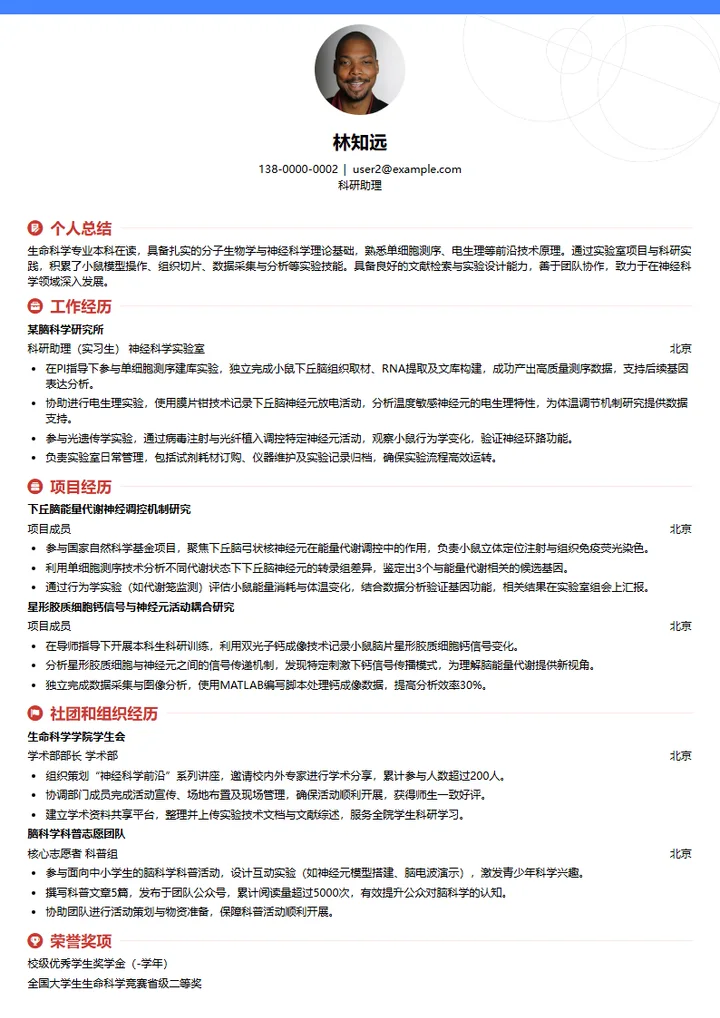 林知远
138-0000-0002 | user2@example.com
科研助理
个人总结
生命科学专业本科在读，具备扎实的分子生物学与神经科学理论基础，熟悉单细胞测序、电生理等前沿技术原理。通过实验室项目与科研实
践，积累了小鼠模型操作、组织切片、数据采集与分析等实验技能。具备良好的文献检索与实验设计能力，善于团队协作，致力于在神经科
学领域深入发展。
工作经历
某脑科学研究所
科研助理（实习生） 神经科学实验室 北京
• 在PI指导下参与单细胞测序建库实验，独立完成小鼠下丘脑组织取材、RNA提取及文库构建，成功产出高质量测序数据，支持后续基因
表达分析。
• 协助进行电生理实验，使用膜片钳技术记录下丘脑神经元放电活动，分析温度敏感神经元的电生理特性，为体温调节机制研究提供数据
支持。
• 参与光遗传学实验，通过病毒注射与光纤植入调控特定神经元活动，观察小鼠行为学变化，验证神经环路功能。
• 负责实验室日常管理，包括试剂耗材订购、仪器维护及实验记录归档，确保实验流程高效运转。
项目经历
下丘脑能量代谢神经调控机制研究
项目成员 北京
• 参与国家自然科学基金项目，聚焦下丘脑弓状核神经元在能量代谢调控中的作用，负责小鼠立体定位注射与组织免疫荧光染色。
• 利用单细胞测序技术分析不同代谢状态下下丘脑神经元的转录组差异，鉴定出3个与能量代谢相关的候选基因。
• 通过行为学实验（如代谢笼监测）评估小鼠能量消耗与体温变化，结合数据分析验证基因功能，相关结果在实验室组会上汇报。
星形胶质细胞钙信号与神经元活动耦合研究
项目成员 北京
• 在导师指导下开展本科生科研训练，利用双光子钙成像技术记录小鼠脑片星形胶质细胞钙信号变化。
• 分析星形胶质细胞与神经元之间的信号传递机制，发现特定刺激下钙信号传播模式，为理解脑能量代谢提供新视角。
• 独立完成数据采集与图像分析，使用MATLAB编写脚本处理钙成像数据，提高分析效率30%。
社团和组织经历
生命科学学院学生会
学术部部长 学术部 北京
• 组织策划“神经科学前沿”系列讲座，邀请校内外专家进行学术分享，累计参与人数超过200人。
• 协调部门成员完成活动宣传、场地布置及现场管理，确保活动顺利开展，获得师生一致好评。
• 建立学术资料共享平台，整理并上传实验技术文档与文献综述，服务全院学生科研学习。
脑科学科普志愿团队
核心志愿者 科普组 北京
• 参与面向中小学生的脑科学科普活动，设计互动实验（如神经元模型搭建、脑电波演示），激发青少年科学兴趣。
• 撰写科普文章5篇，发布于团队公众号，累计阅读量超过5000次，有效提升公众对脑科学的认知。
• 协助团队进行活动策划与物资准备，保障科普活动顺利开展。
荣誉奖项
校级优秀学生奖学金（-学年）
全国大学生生命科学竞赛省级二等奖